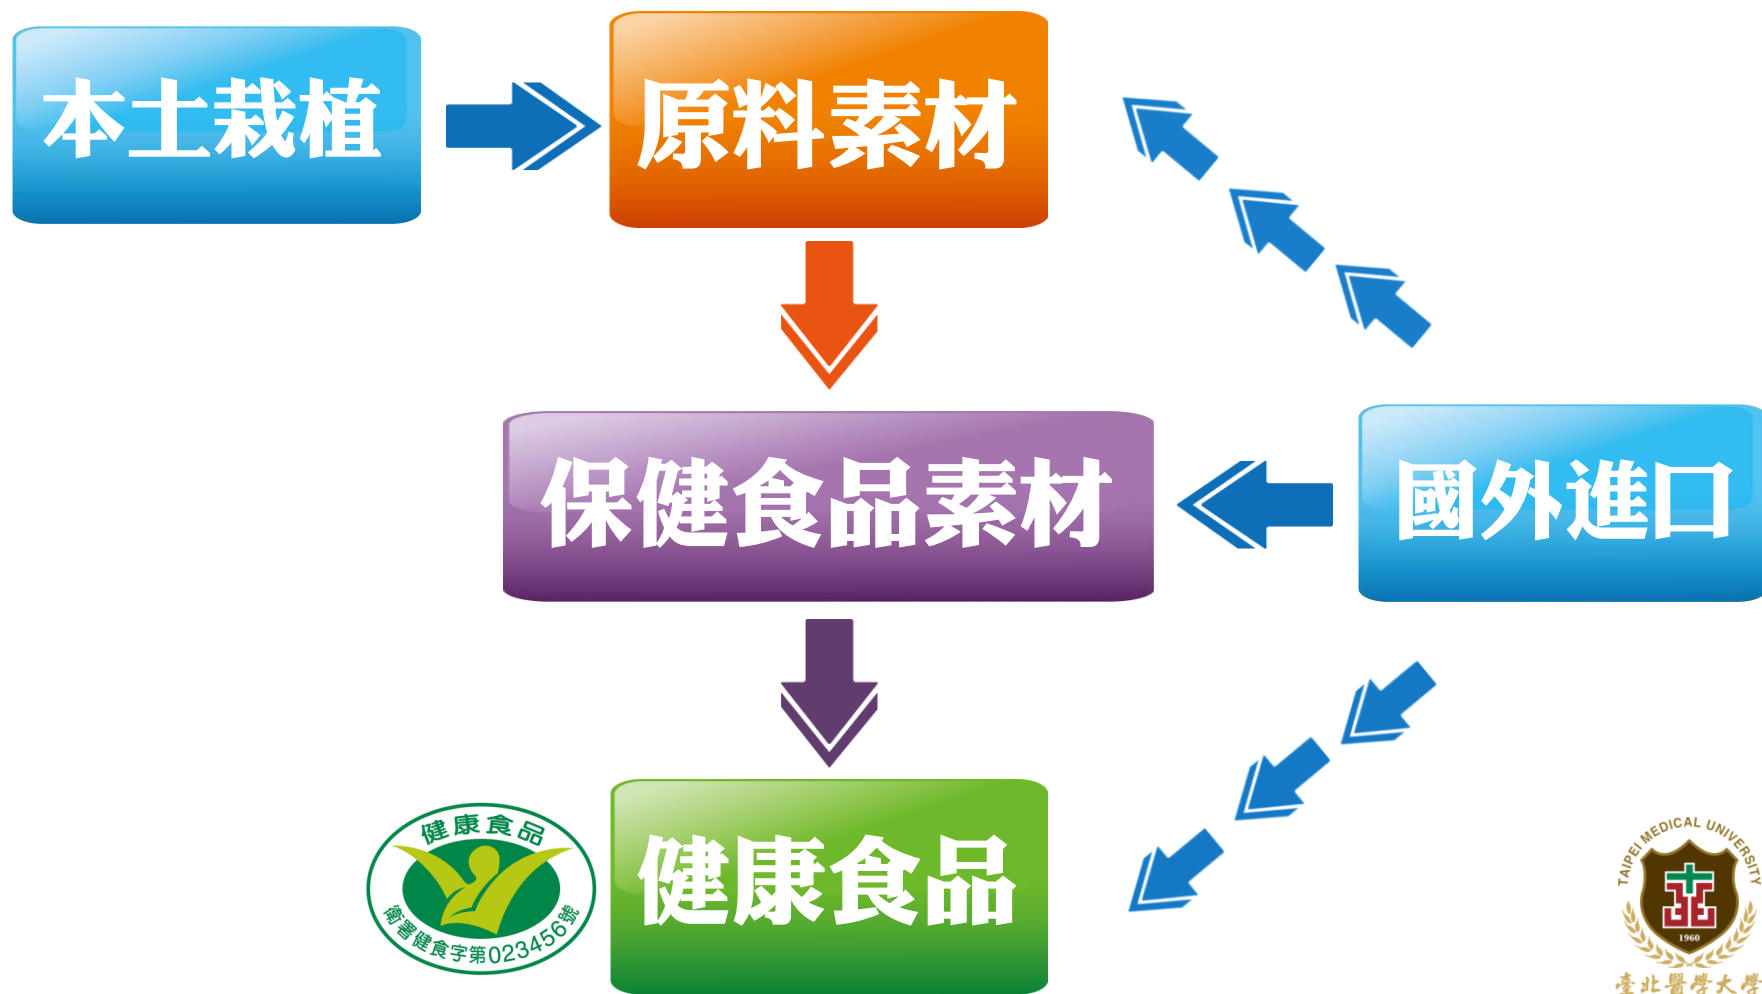 本土栽植
原料素材
保健食品素材
國外進口
健康食品
健康食品
衛署健食字第023456號
TAIPEI MEDICAL UNIVERSITY
1960
臺北醫學大學